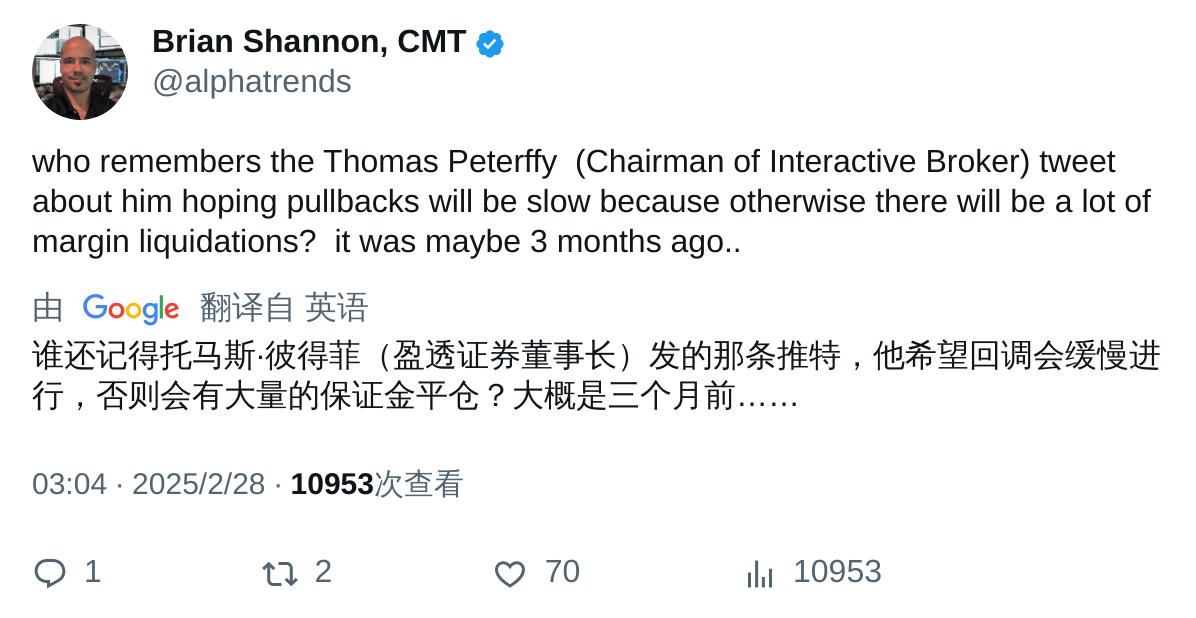 Brian Shannon, CMT
@alphatrends
who remembers the Thomas Peterffy  (Chairman of Interactive Broker) tweet
about him hoping pullbacks will be slow because otherwise there will be a lot of
margin liquidations?  it was maybe 3 months ago..
由 Google 翻译自 英语
谁还记得托马斯·彼得菲（盈透证券董事长）发的那条推特，他希望回调会缓慢进
行，否则会有大量的保证金平仓？大概是三个月前……
03:04 · 2025/2/28 · 10953次查看
1 2 70 10953